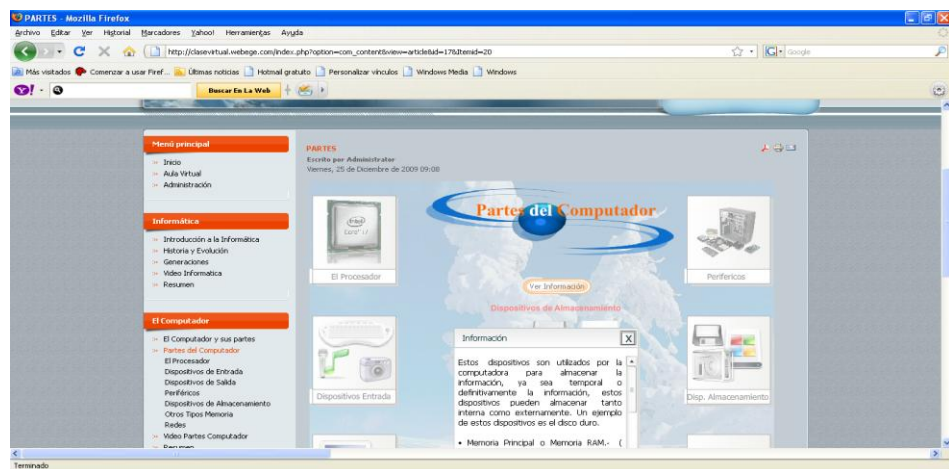 PARTES - Mozilla Firefox
Archivo Editar Ver Historial Marcadores Yahoo! Herramientas Ayuda
http://clasevirtual.webege.com/index.php?option=com_content&view=article&id=17&Itemid=20
Google
Más visitados Comenzar a usar Firef... Últimas noticias Hotmail gratuito Personalizar vínculos Windows Media Windows
Buscar En La Web
Menú principal
Inicio
Aula Virtual
Administración
Informática
Introducción a la Informática
Historia y Evolución
Generaciones
Video Informatica
Resumen
El Computador
El Computador y sus partes
Partes del Computador
El Procesador
Dispositivos de Entrada
Dispositivos de Salida
Periféricos
Dispositivos de Almacenamiento
Otros Tipos Memoria
Redes
Video Partes Computador
Resumen
PARTES
Escrito por Administrator
Viernes, 25 de Diciembre de 2009 09:08
Partes del Computador
El Procesador
Perifericos
Ver Información
Dispositivos de Almacenamiento
Dispositivos Entrada
Disp. Almacenamiento
Información
X
Estos dispositivos son utilizados por la
computadora para almacenar la
información, ya sea temporal o
definitivamente la información, estos
dispositivos pueden almacenar tanto
interna como externamente. Un ejemplo
de estos dispositivos es el disco duro.
• Memoria Principal o Memoria RAM.- (
Terminado